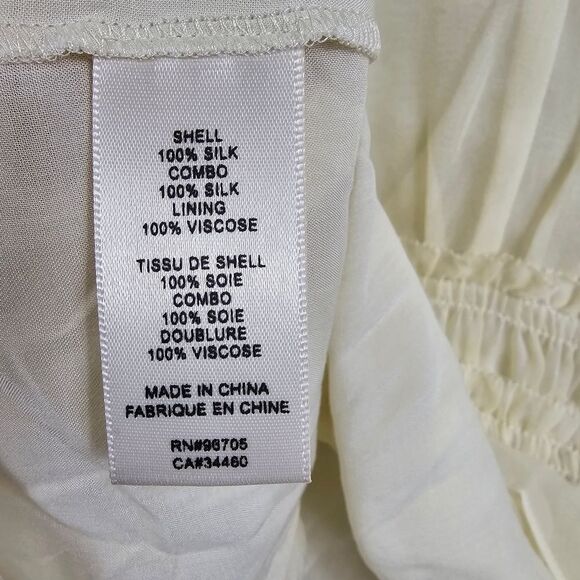 SHELL
100% SILK
COMBO
100% SILK
LINING
100% VISCOSE
TISSU DE SHELL
100% SOIE
COMBO
100% SOIE
DOUBLURE
100% VISCOSE
MADE IN CHINA
FABRIQUE EN CHINE
RN#96705
CA#34460